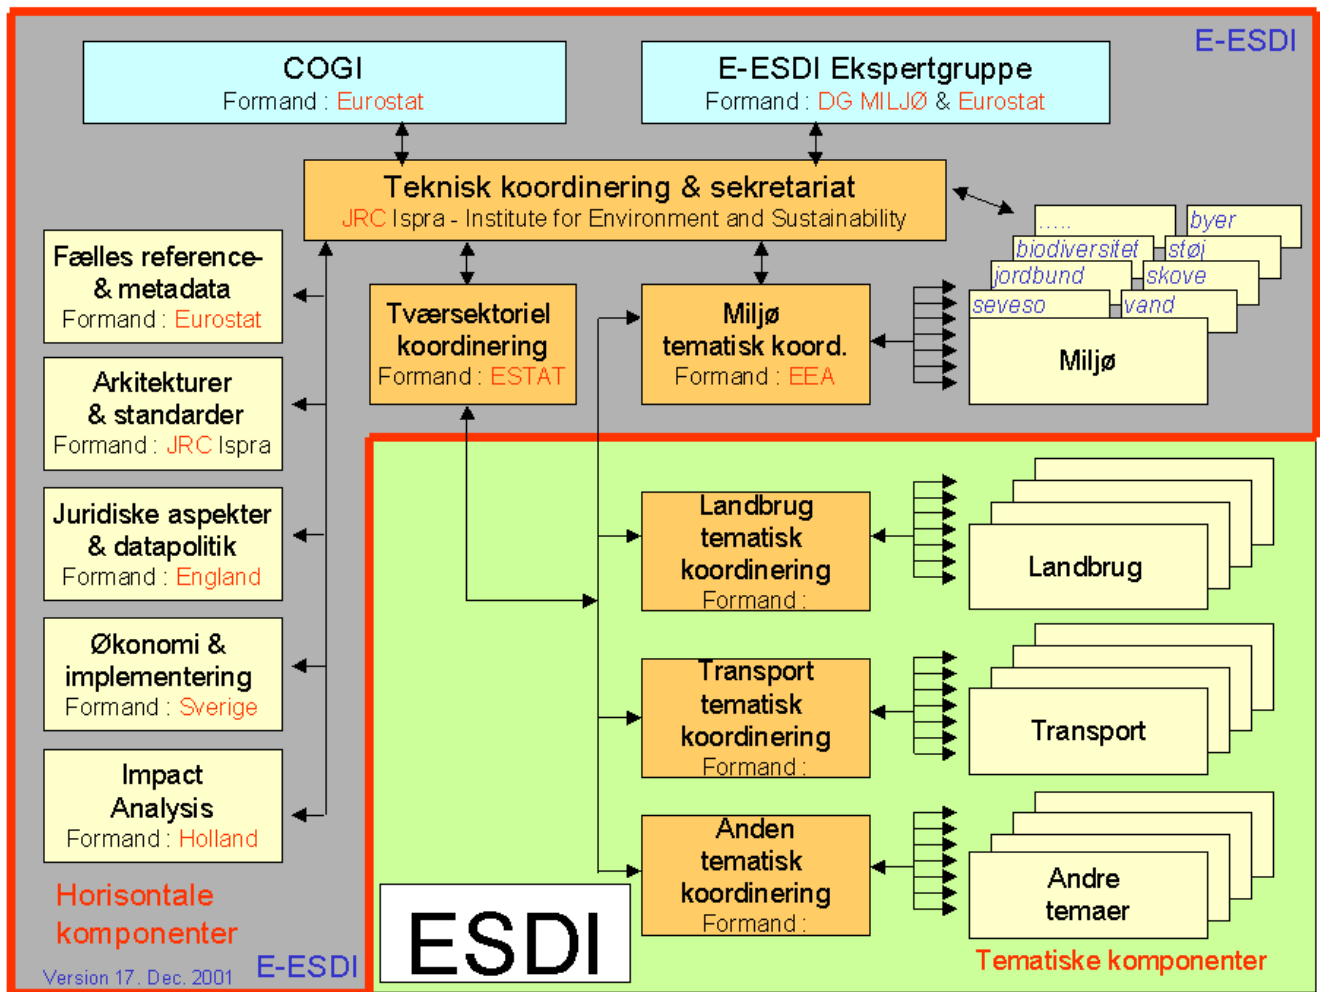 E-ESDI
COGI
Formand : Eurostat
E-ESDI Ekspertgruppe
Formand : DG MILJØ & Eurostat
Teknisk koordinering & sekretariat
JRC Ispra - Institute for Environment and Sustainability
Fælles reference-
& metadata
Formand : Eurostat
Arkitekturer
& standarder
Formand : JRC Ispra
Juridiske aspekter
& datapolitik
Formand : England
Økonomi &
implementering
Formand : Sverige
Impact
Analysis
Formand : Holland
Horisontale
komponenter
Version 17. Dec. 2001
E-ESDI
Tværsektoriel
koordinering
Formand : ESTAT
Miljø
tematisk koord.
Formand : EEA
..... byer
biodiversitet støj
jordbund skove
seveso vand
Miljø
Landbrug
tematisk
koordinering
Formand :
Landbrug
Transport
tematisk
koordinering
Formand :
Transport
Anden
tematisk
koordinering
Formand :
Andre
temaer
ESDI
Tematiske komponenter